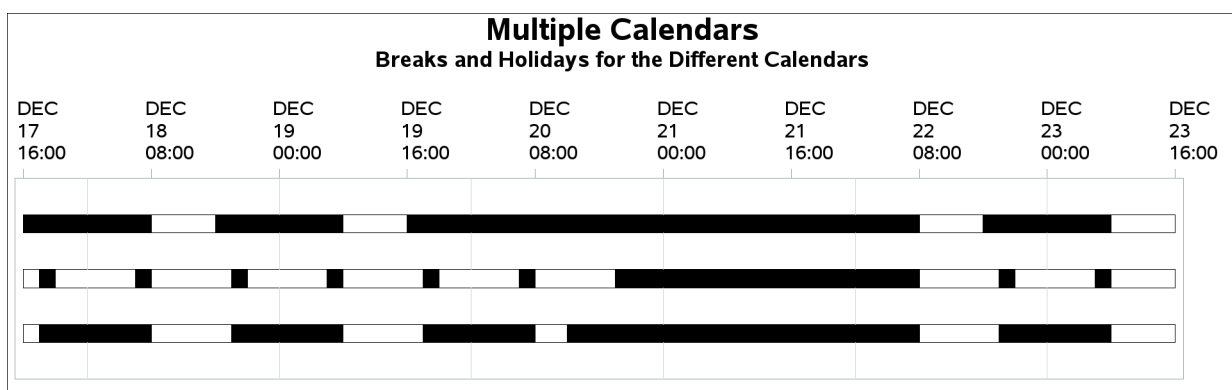 Multiple Calendars
Breaks and Holidays for the Different Calendars
DEC DEC DEC DEC DEC DEC DEC DEC DEC DEC
17 18 19 19 20 21 21 22 23 23
16:00 08:00 00:00 16:00 08:00 00:00 16:00 08:00 00:00 16:00